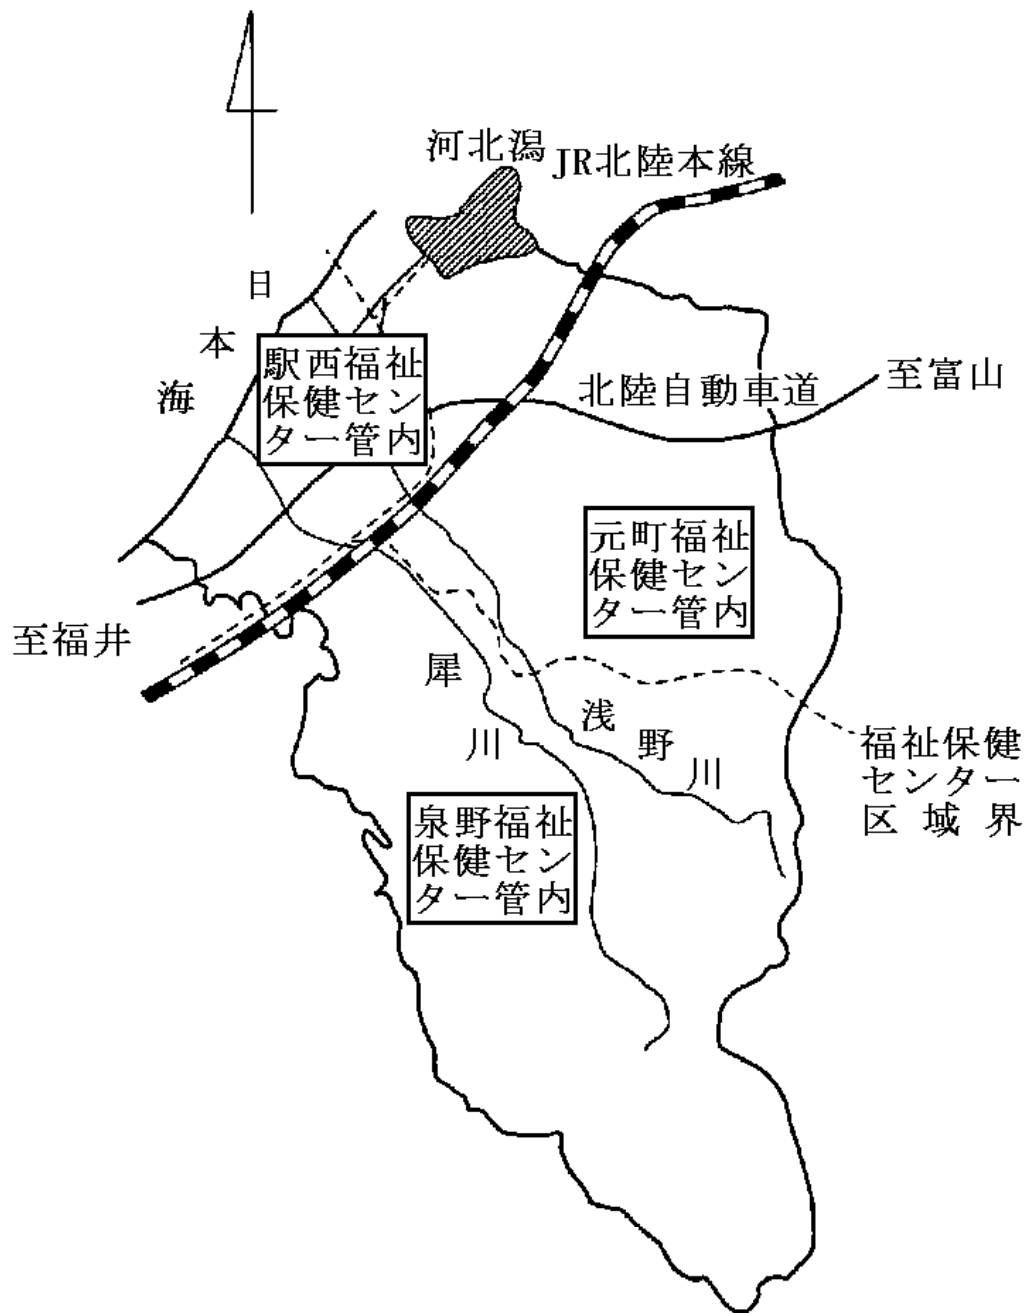 河北潟
JR北陸本線
日本海
駅西福祉
保健セン
ター管内
北陸自動車道
至富山
元町福祉
保健セン
ター管内
至福井
犀川
浅野川
福祉保健
センター
区域界
泉野福祉
保健セン
ター管内